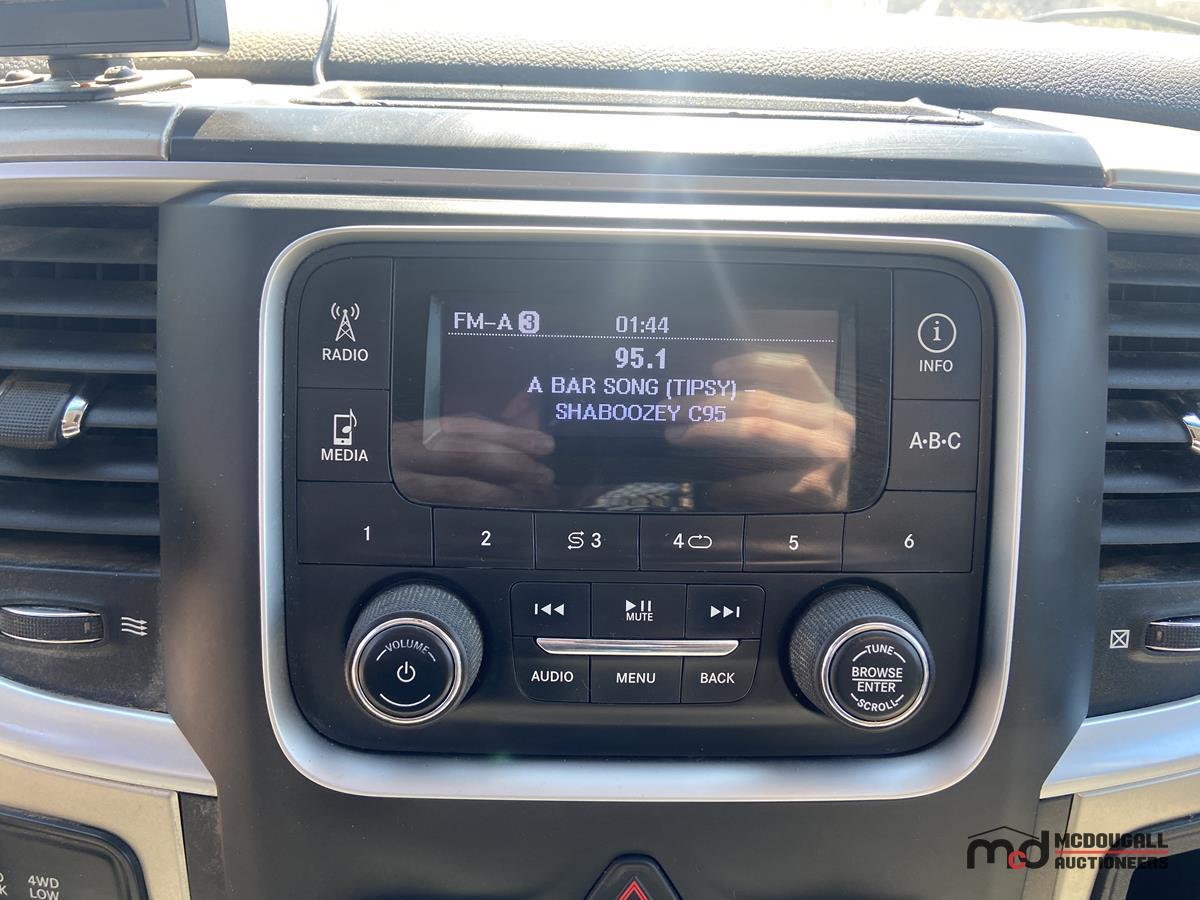 FM-A 3 01:44
95.1
A BAR SONG (TIPSY) -
SHABOOZEY C95
RADIO
MEDIA
i
INFO
A•B•C
1 2 3 4 5 6
VOLUME
MUTE
AUDIO MENU BACK
TUNE
BROWSE
ENTER
SCROLL
4WD
LOW
mcd MCDOUGALL
AUCTIONEERS